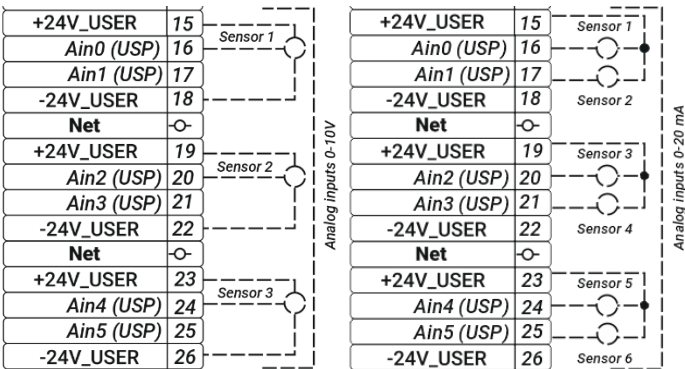 +24V_USER 15
Sensor 1
Ain0 (USP) 16
Ain1 (USP) 17
-24V_USER 18
Net
+24V_USER 19
Sensor 2
Ain2 (USP) 20
Ain3 (USP) 21
-24V_USER 22
Net
+24V_USER 23
Sensor 3
Ain4 (USP) 24
Ain5 (USP) 25
-24V_USER 26
Analog inputs 0-10V
+24V_USER 15
Sensor 1
Ain0 (USP) 16
Ain1 (USP) 17
-24V_USER 18
Sensor 2
Net
+24V_USER 19
Sensor 3
Ain2 (USP) 20
Ain3 (USP) 21
-24V_USER 22
Sensor 4
Net
+24V_USER 23
Sensor 5
Ain4 (USP) 24
Ain5 (USP) 25
-24V_USER 26
Sensor 6
Analog inputs 0-20 mA